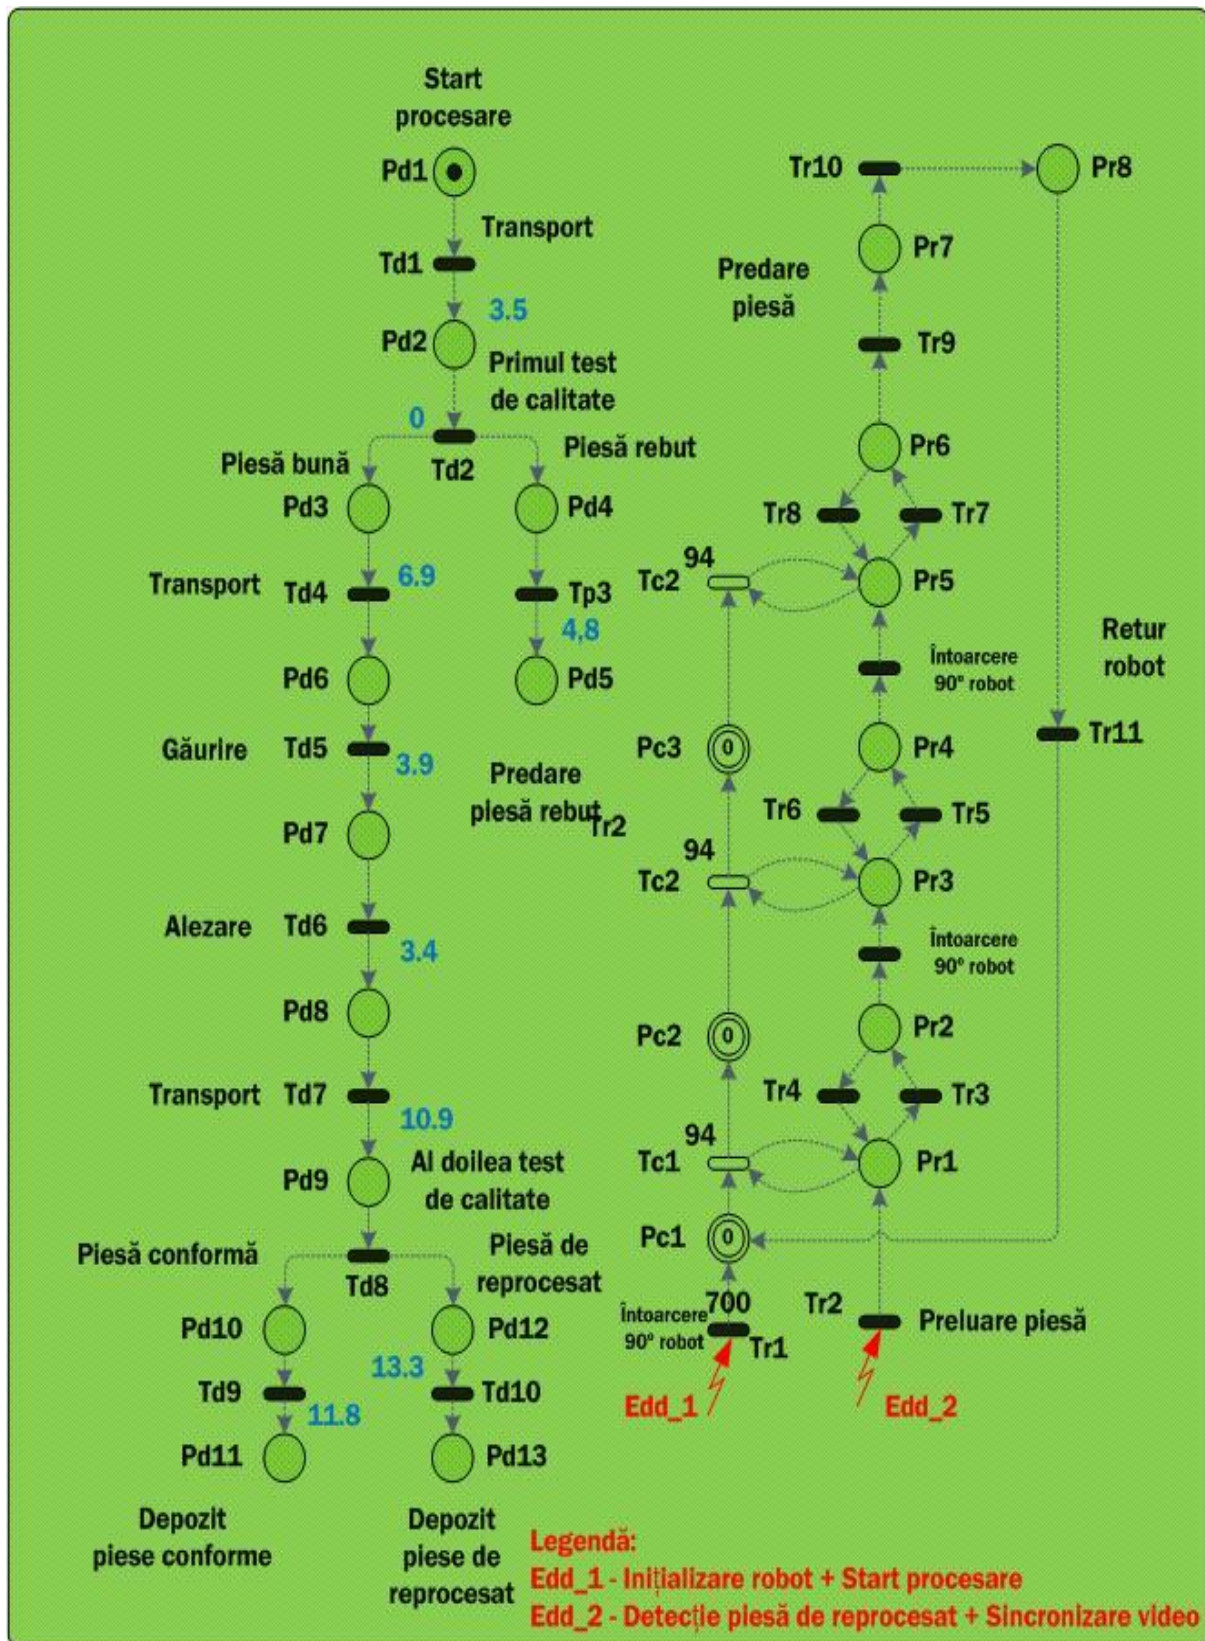 Start
procesare
Pd1
Transport
Td1
3.5
Pd2
Primul test
de calitate
0
Td2
Piesă bună
Piesă rebut
Pd3
Pd4
Transport
Td4
6.9
Tp3
4,8
Pd6
Pd5
Găurire
Td5
3.9
Predare
piesă rebut
Pd7
Alezare
Td6
3.4
Pd8
Transport
Td7
10.9
Pd9
Al doilea test
de calitate
Piesă conformă
Td8
Piesă de
reprocesat
Pd10
Pd12
Td9
11.8
13.3
Td10
Pd11
Pd13
Depozit
piese conforme
Depozit
piese de
reprocesat
Tr10
Pr8
Pr7
Predare
piesă
Tr9
Pr6
Tr8
Tr7
94
Tc2
Pr5
Retur
robot
Întoarcere
90º robot
Tr11
Pc3
0
Pr4
Tr6
Tr5
Tr2
94
Tc2
Pr3
Întoarcere
90º robot
Pc2
0
Pr2
Tr4
Tr3
94
Tc1
Pr1
Pc1
0
700
Întoarcere
90º robot
Tr1
Tr2
Preluare piesă
Edd_1
Edd_2
Legendă:
Edd_1 - Inițializare robot + Start procesare
Edd_2 - Detecție piesă de reprocesat + Sincronizare video